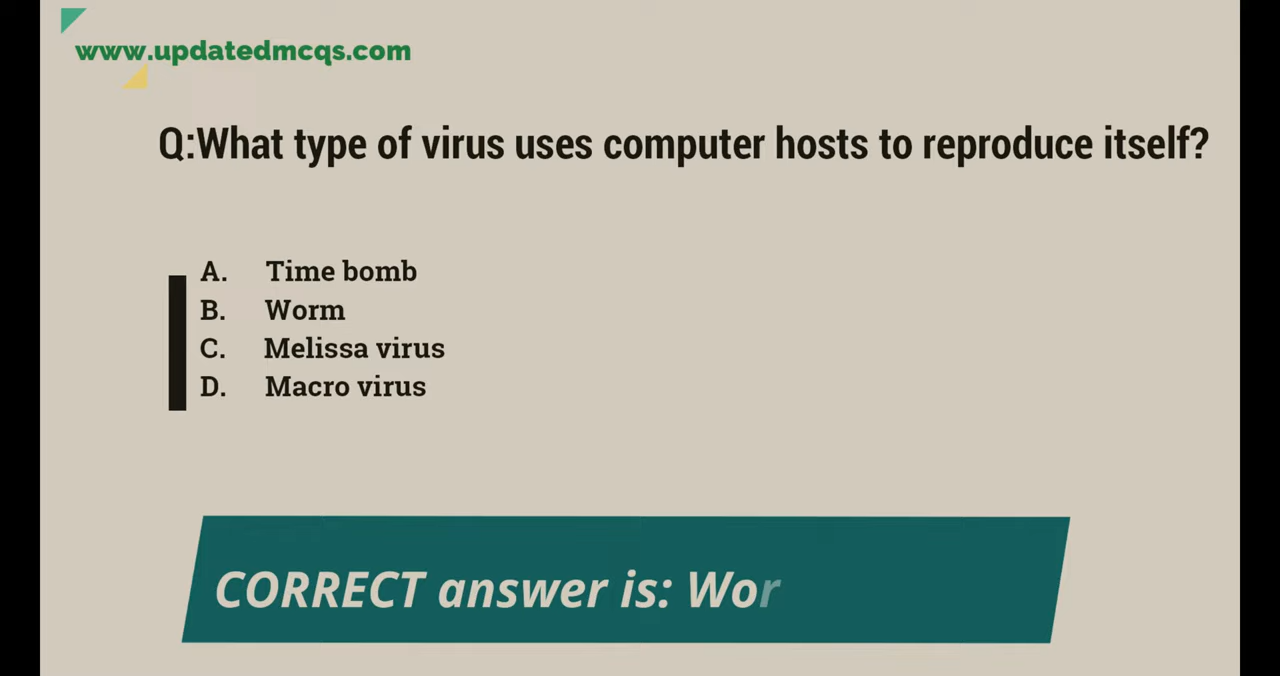 www.updatedmcqs.com
Q:What type of virus uses computer hosts to reproduce itself?
A. Time bomb
B. Worm
C. Melissa virus
D. Macro virus
CORRECT answer is: Wor